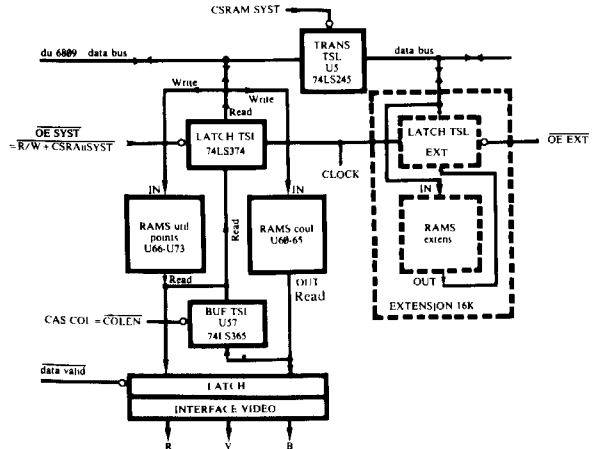 CSRAM SYST
du 6809 data bus
TRANS
TSL
U5
74LS245
data bus
Write
Write
Read
OE SYST
=R/W + CSRAuSYST
LATCH TSI
74LS374
CLOCK
LATCH TSL
EXT
OE EXT
IN
IN
IN
RAMS util
points
U66-U73
Read
RAMS coul
U60-65
RAMS
extens
Read
OUT
Read
OUT
EXTENSION 16K
CAS COl = COLEN
BUF TSI
U57
74LS365
data valid
LATCH
INTERFACE VIDEO
R V B